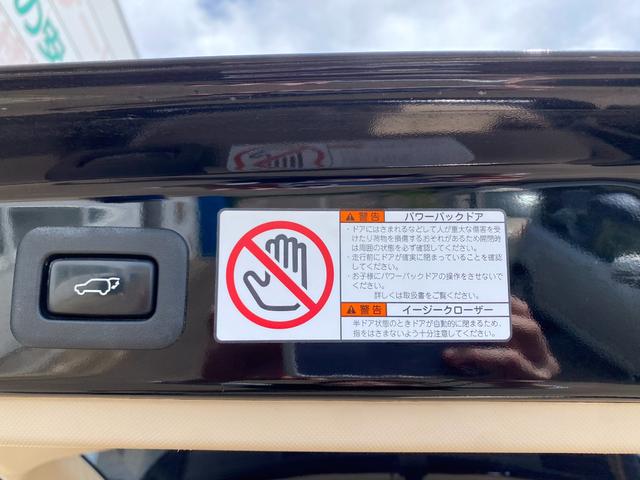 警告 パワーバックドア
・ドアにはさまれるなどして人が重大な傷害を受
けたり荷物を損傷するおそれがあるため開閉時
は周囲の状態を必ず確認してください。
・走行前にドアが確実に閉まっていることを確認
してください。
・お子様にパワーバックドアの操作をさせないで
ください。
詳しくは取扱書をご覧ください。
警告 イージークローザー
半ドア状態のときドアが自動的に閉まるため、
指をはさまないよう十分注意してください。